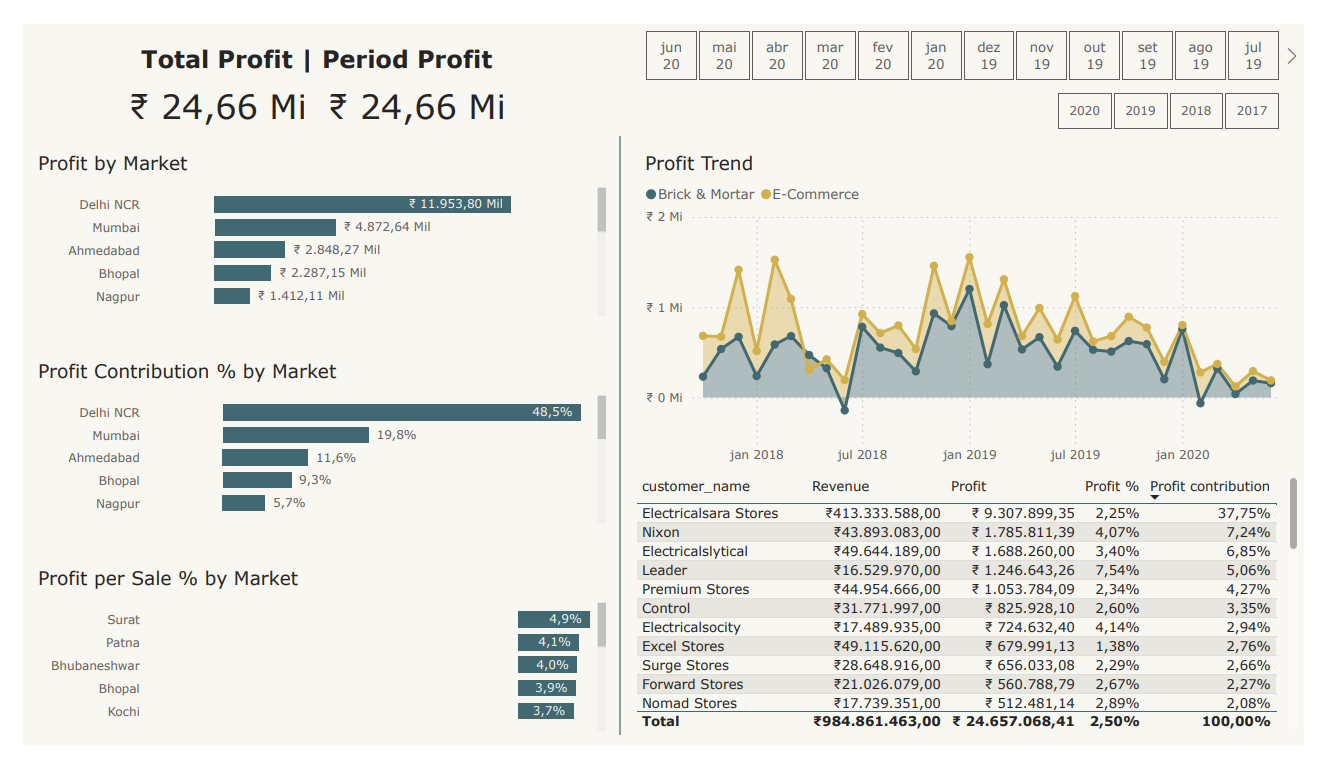 Total Profit | Period Profit
₹ 24,66 Mi ₹ 24,66 Mi
jun 20
mai 20
abr 20
mar 20
fev 20
jan 20
dez 19
nov 19
out 19
set 19
ago 19
jul 19
2020 2019 2018 2017
Profit by Market
Delhi NCR ₹ 11.953,80 Mil
Mumbai ₹ 4.872,64 Mil
Ahmedabad ₹ 2.848,27 Mil
Bhopal ₹ 2.287,15 Mil
Nagpur ₹ 1.412,11 Mil
Profit Contribution % by Market
Delhi NCR 48,5%
Mumbai 19,8%
Ahmedabad 11,6%
Bhopal 9,3%
Nagpur 5,7%
Profit per Sale % by Market
Surat 4,9%
Patna 4,1%
Bhubaneshwar 4,0%
Bhopal 3,9%
Kochi 3,7%
Profit Trend
Brick & Mortar E-Commerce
₹ 2 Mi
₹ 1 Mi
₹ 0 Mi
jan 2018 jul 2018 jan 2019 jul 2019 jan 2020
customer_name Revenue Profit Profit % Profit contribution
Electricalsara Stores ₹413.333.588,00 ₹ 9.307.899,35 2,25% 37,75%
Nixon ₹43.893.083,00 ₹ 1.785.811,39 4,07% 7,24%
Electricalslytical ₹49.644.189,00 ₹ 1.688.260,00 3,40% 6,85%
Leader ₹16.529.970,00 ₹ 1.246.643,26 7,54% 5,06%
Premium Stores ₹44.954.666,00 ₹ 1.053.784,09 2,34% 4,27%
Control ₹31.771.997,00 ₹ 825.928,10 2,60% 3,35%
Electricalsocity ₹17.489.935,00 ₹ 724.632,40 4,14% 2,94%
Excel Stores ₹49.115.620,00 ₹ 679.991,13 1,38% 2,76%
Surge Stores ₹28.648.916,00 ₹ 656.033,08 2,29% 2,66%
Forward Stores ₹21.026.079,00 ₹ 560.788,79 2,67% 2,27%
Nomad Stores ₹17.739.351,00 ₹ 512.481,14 2,89% 2,08%
Total ₹984.861.463,00 ₹ 24.657.068,41 2,50% 100,00%